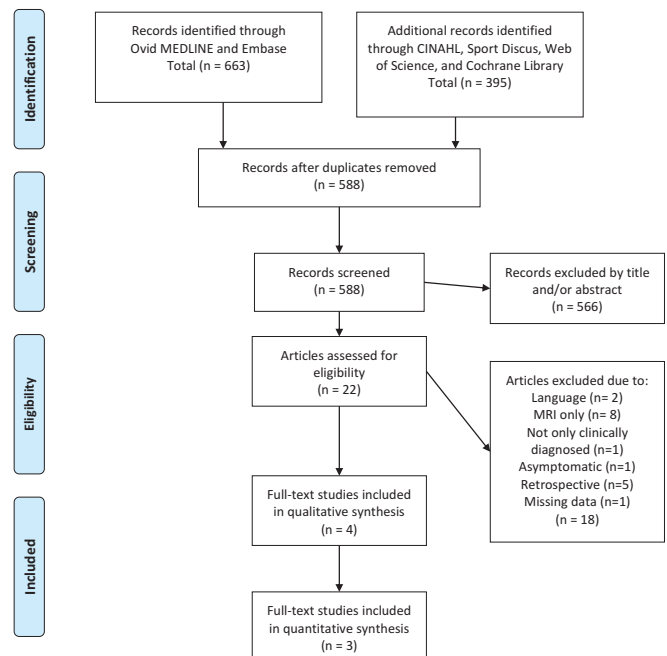 Identification
Records identified through
Ovid MEDLINE and Embase
Total (n = 663)
Additional records identified
through CINAHL, Sport Discus, Web
of Science, and Cochrane Library
Total (n = 395)
Records after duplicates removed
(n = 588)
Screening
Records screened
(n = 588)
Records excluded by title
and/or abstract
(n = 566)
Eligibility
Articles assessed for
eligibility
(n = 22)
Articles excluded due to:
Language (n= 2)
MRI only (n= 8)
Not only clinically
diagnosed (n=1)
Asymptomatic (n=1)
Retrospective (n=5)
Missing data (n=1)
(n = 18)
Included
Full-text studies included
in qualitative synthesis
(n = 4)
Full-text studies included
in quantitative synthesis
(n = 3)